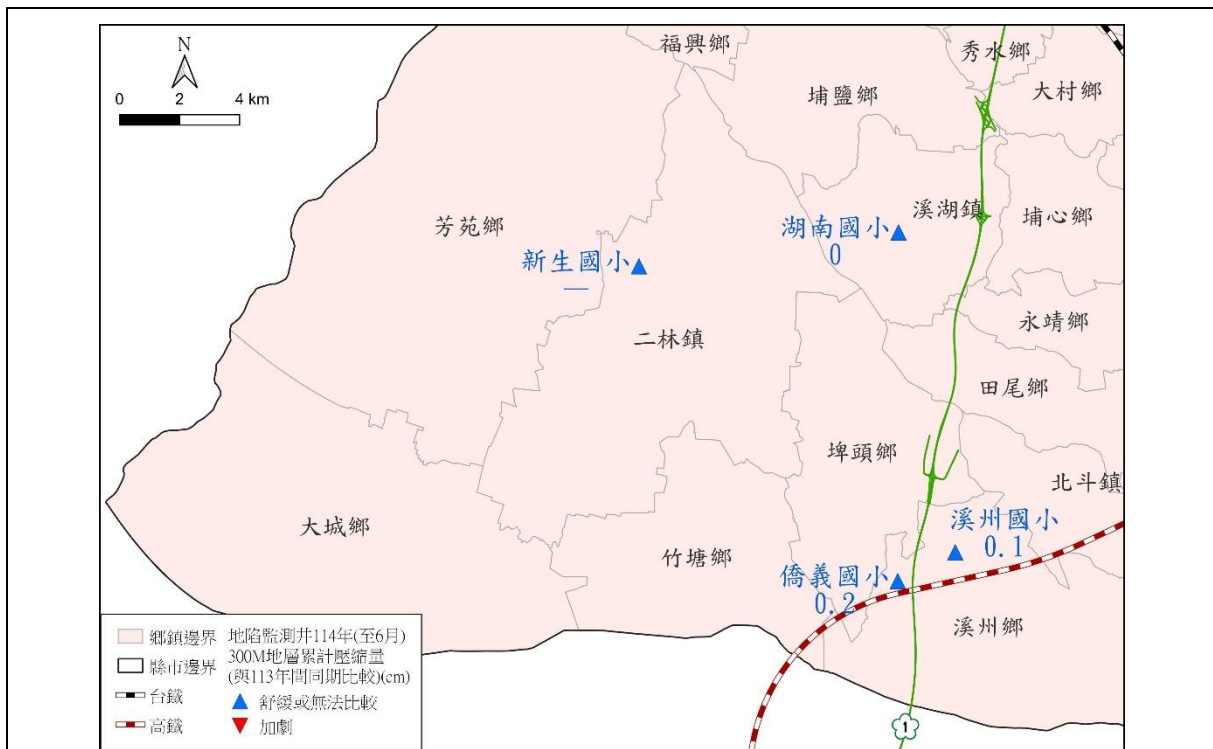 N
0 2 4 km
福興鄉
秀水鄉
埔鹽鄉
大村鄉
芳苑鄉
溪湖鎮
埔心鄉
湖南國小
0
新生國小
—
二林鎮
永靖鄉
田尾鄉
埤頭鄉
北斗鎮
大城鄉
溪州國小
0.1
竹塘鄉
僑義國小
0.2
溪州鄉
鄉鎮邊界
縣市邊界
台鐵
高鐵
地陷監測井114年(至6月)
300M地層累計壓縮量
(與113年間同期比較)(cm)
舒緩或無法比較
加劇
1